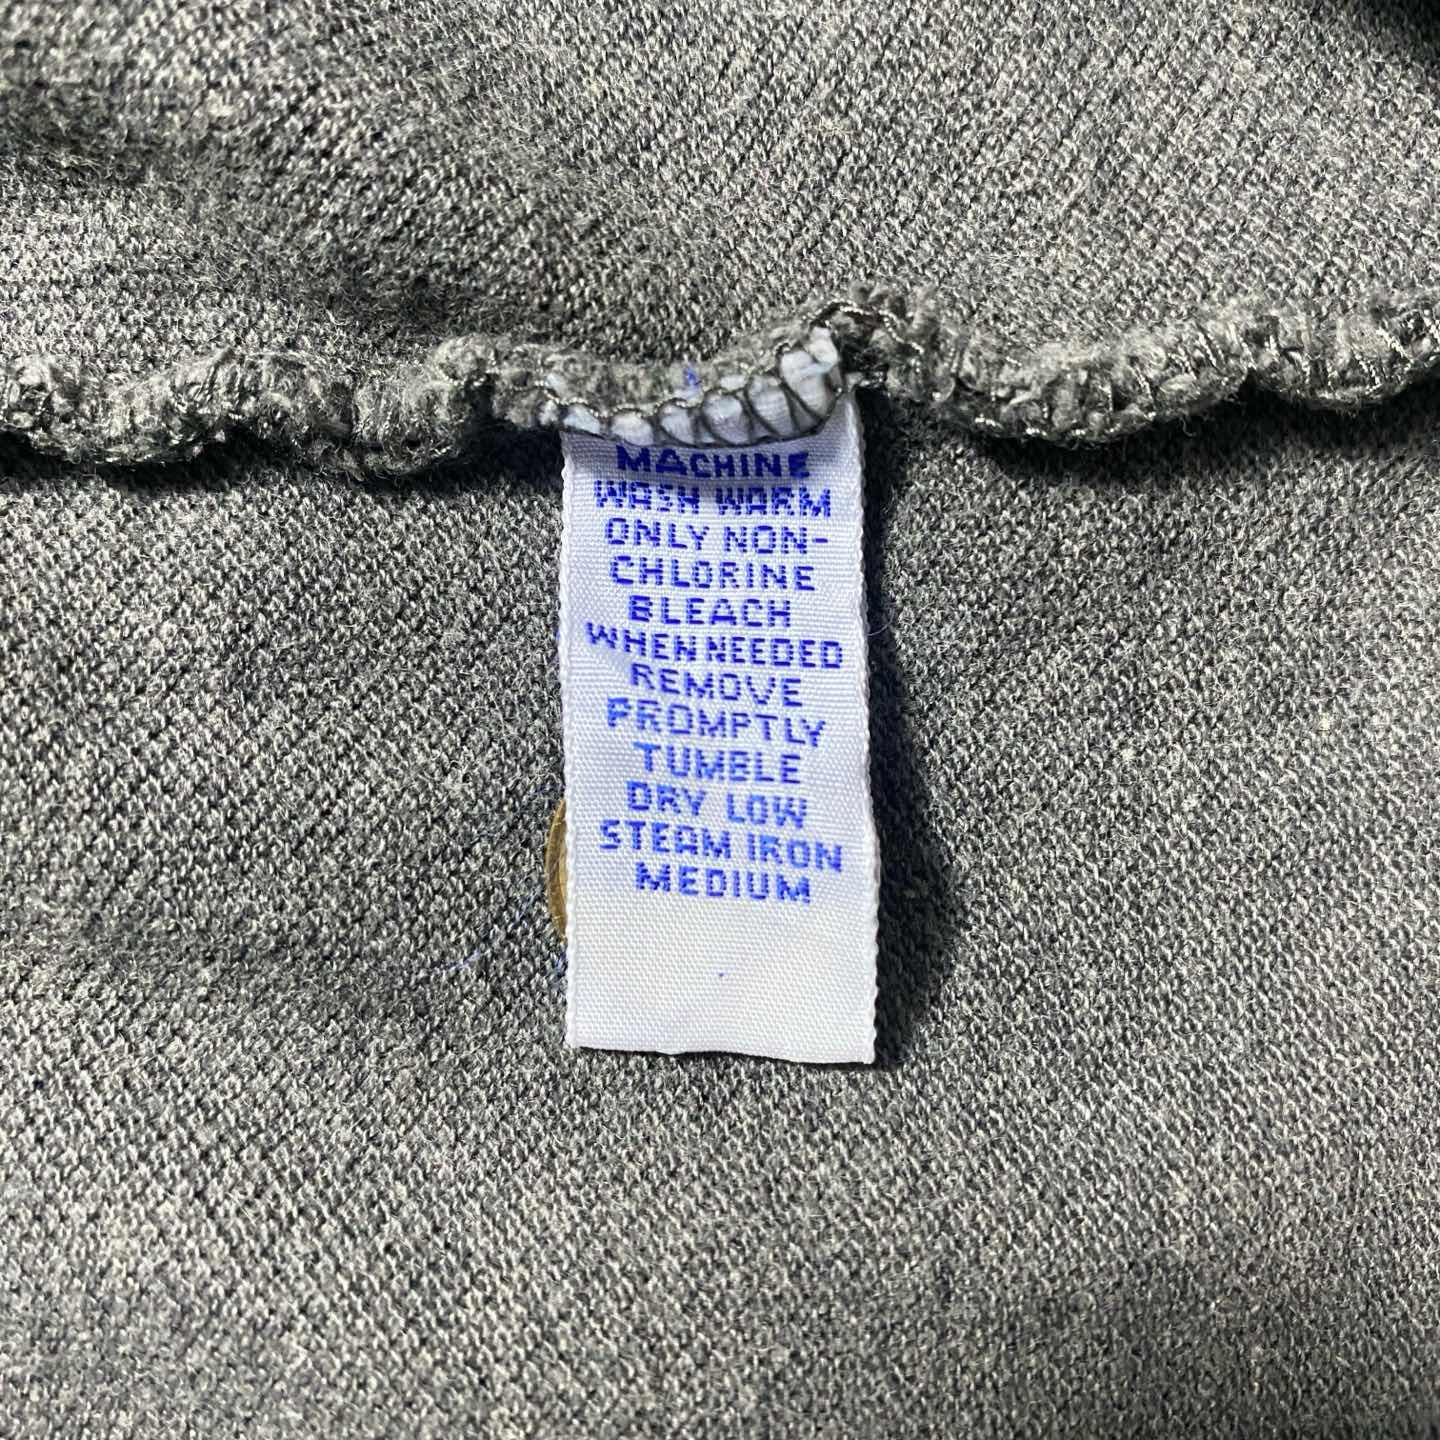 MACHINE
WASH WARM
ONLY NON-
CHLORINE
BLEACH
WHEN NEEDED
REMOVE
PROMPTLY
TUMBLE
DRY LOW
STEAM IRON
MEDIUM